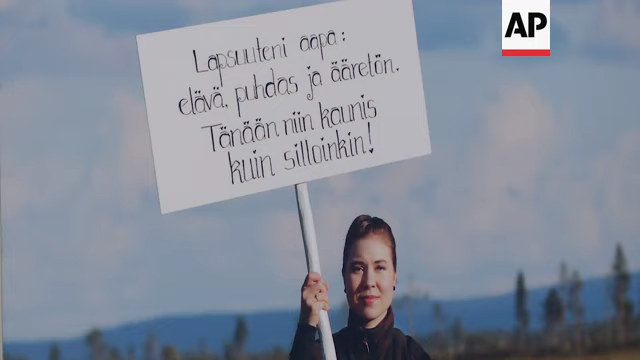 Lapsuuteni aapa:
elävä, puhdas ja ääretön.
Tänään niin kaunis
kuin silloinkin!
AP